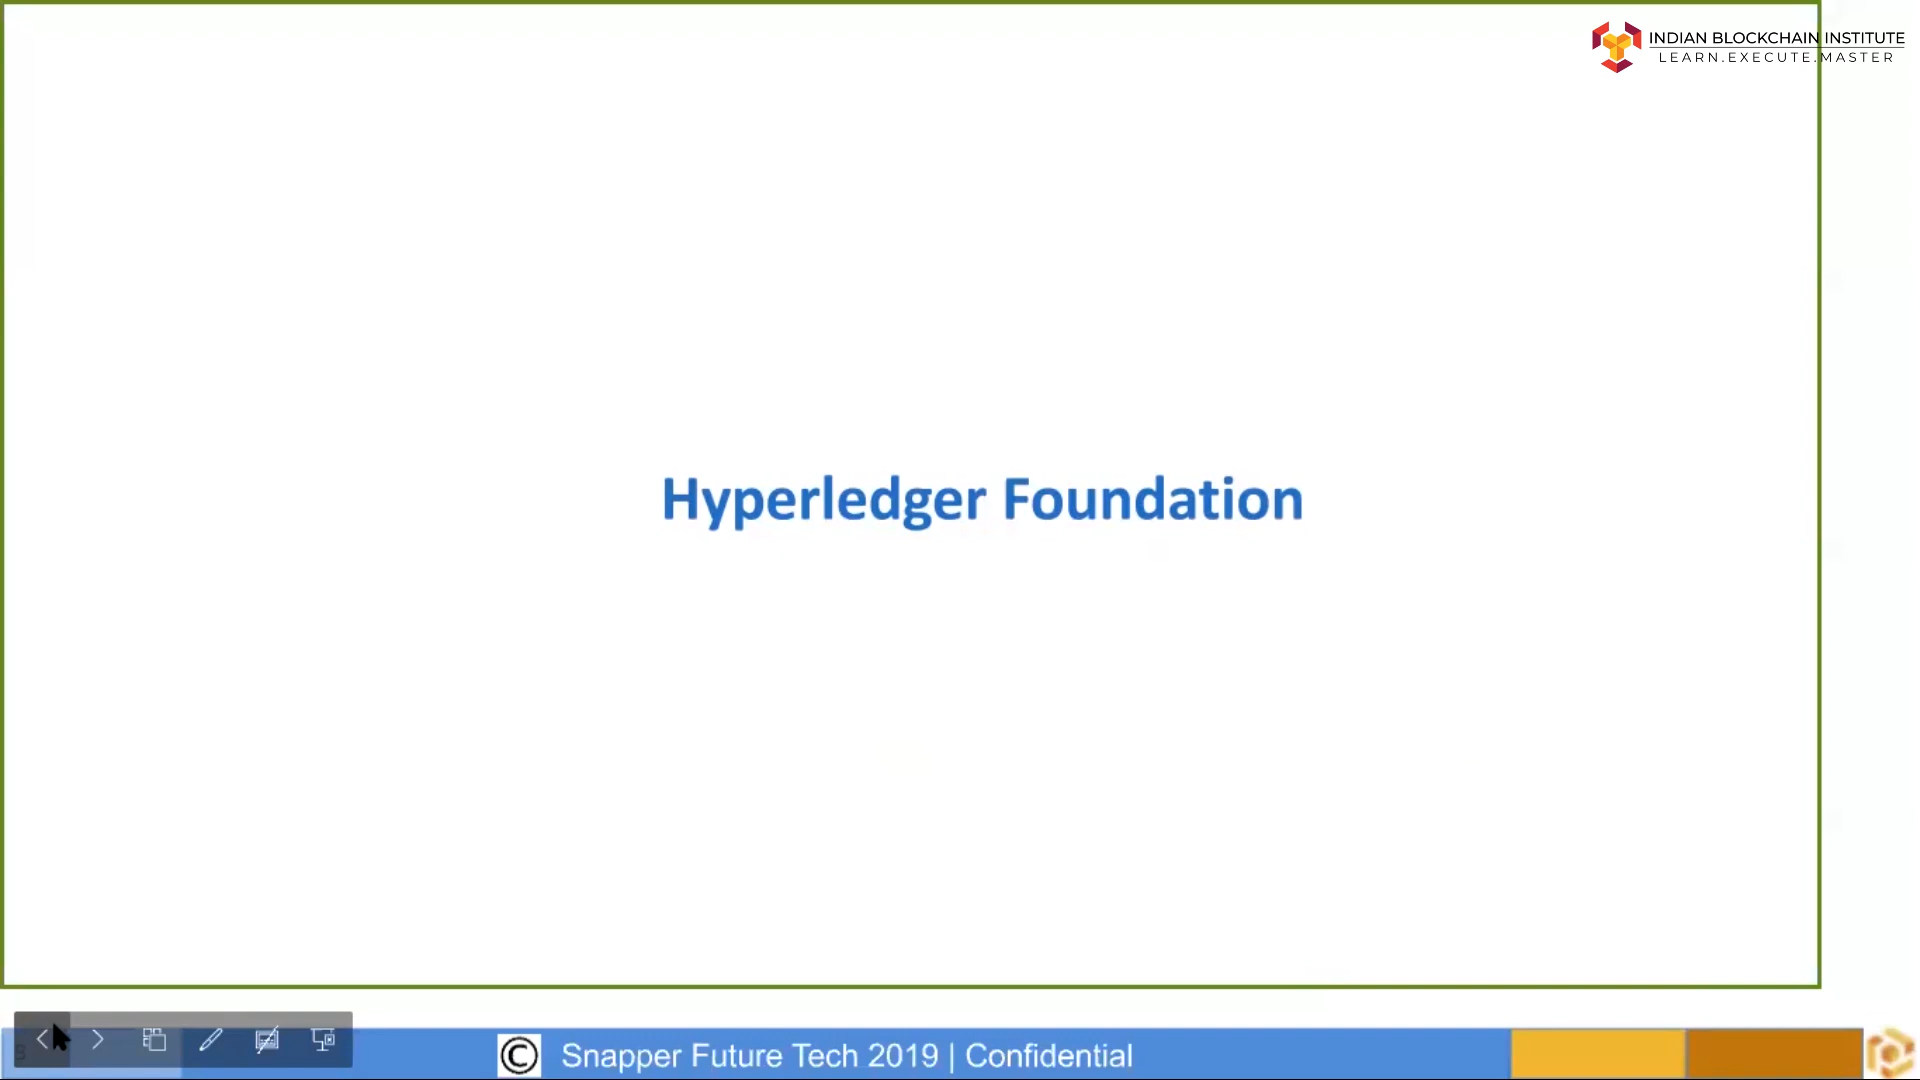 INDIAN BLOCKCHAIN INSTITUTE
LEARN.EXECUTE.MASTER
Hyperledger Foundation
© Snapper Future Tech 2019 | Confidential